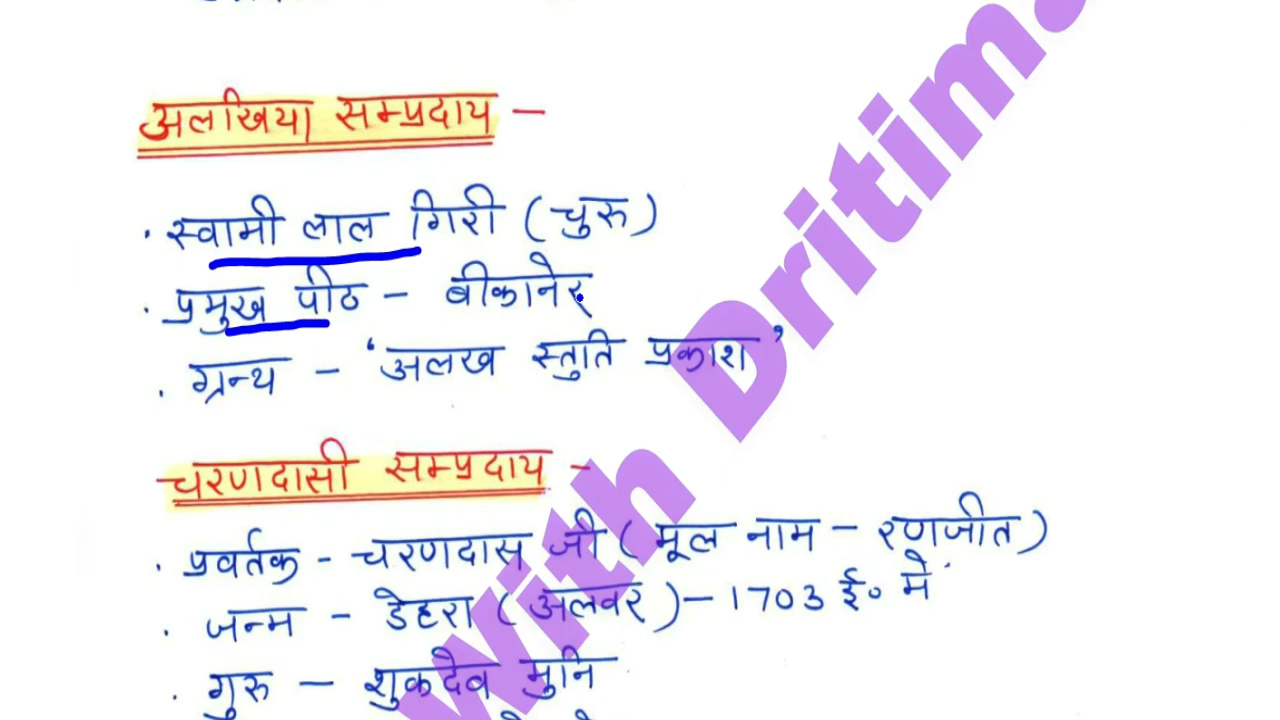 अलखिया सम्प्रदाय –
· स्वामी लाल गिरी (चुरु)
· प्रमुख पीठ – बीकानेर
· ग्रन्थ – 'अलख स्तुति प्रकाश'
चरणदासी सम्प्रदाय –
· प्रवर्तक – चरणदास जी (मूल नाम – रणजीत)
· जन्म – डेहरा (अलवर) – 1703 ई० में
· गुरु – शुकदेव मुनि
With Dritim